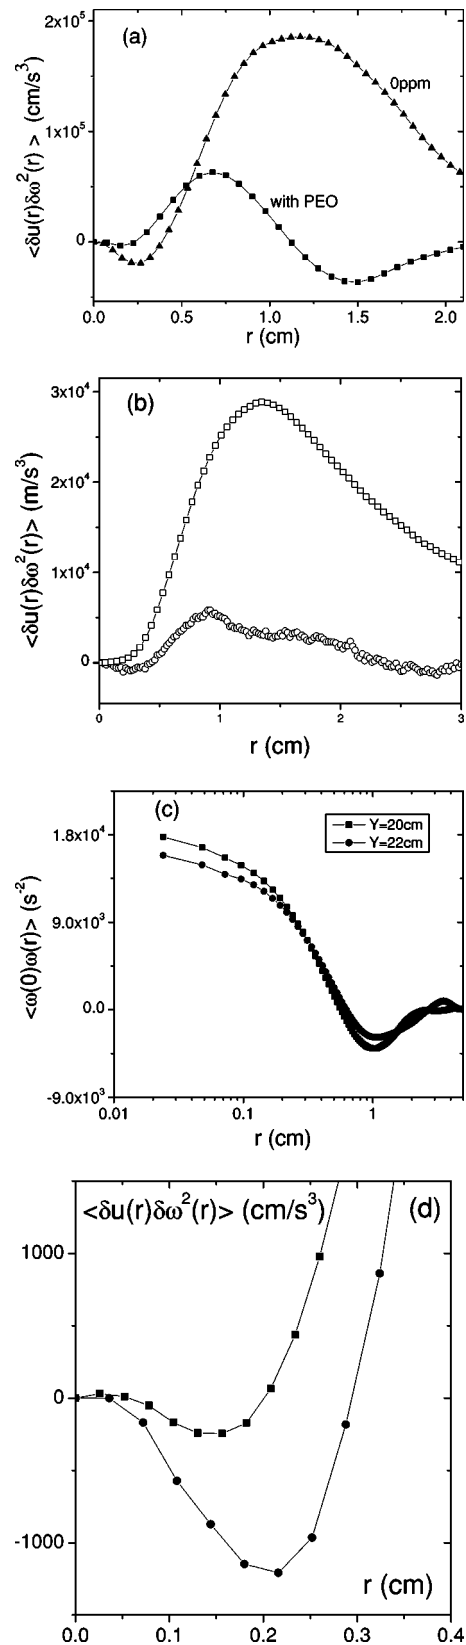 (a)
2x10⁵
1x10⁵
0
<δu(r)δω²(r) > (cm/s³)
0ppm
with PEO
0.0 0.5 1.0 1.5 2.0
r (cm)
(b)
3x10⁴
2x10⁴
1x10⁴
0
<δu(r)δω²(r)> (m/s³)
0 1 2 3
r (cm)
(c)
Y=20cm
Y=22cm
1.8x10⁴
9.0x10³
0.0
-9.0x10³
<ω(0)ω(r)> (s⁻²)
0.01 0.1 1
r (cm)
<δu(r)δω²(r)> (cm/s³)
(d)
1000
0
-1000
r (cm)
0.0 0.1 0.2 0.3 0.4